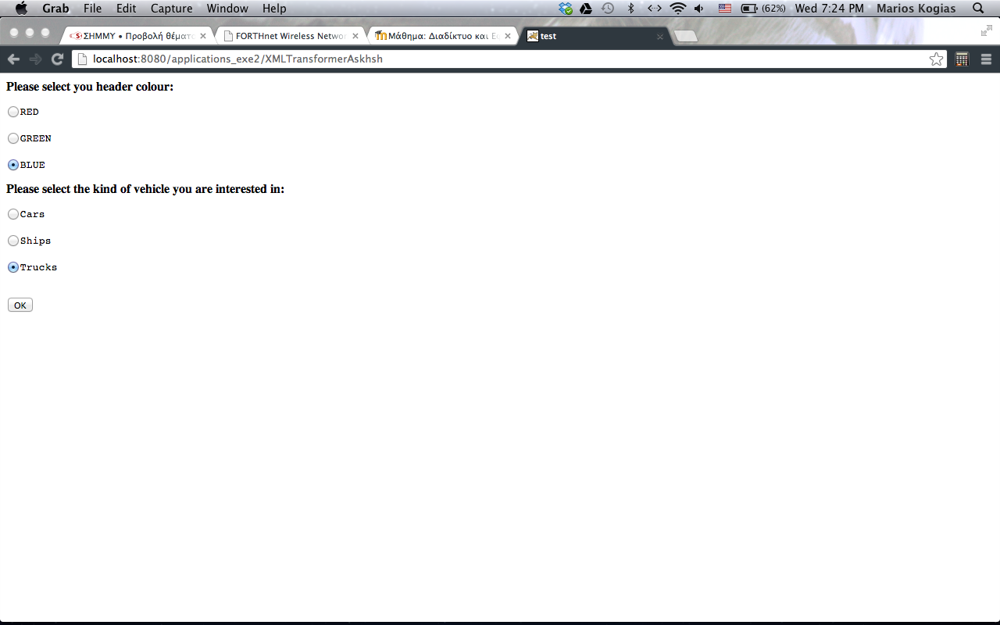 Grab File Edit Capture Window Help (62%) Wed 7:24 PM Marios Kogias
ΣΗΜΜΥ • Προβολή θέματο FORTHnet Wireless Networ Μάθημα: Διαδίκτυο και Ε test
localhost:8080/applications_exe2/XMLTransformerAskhsh
Please select you header colour:
RED
GREEN
BLUE
Please select the kind of vehicle you are interested in:
Cars
Ships
Trucks
OK